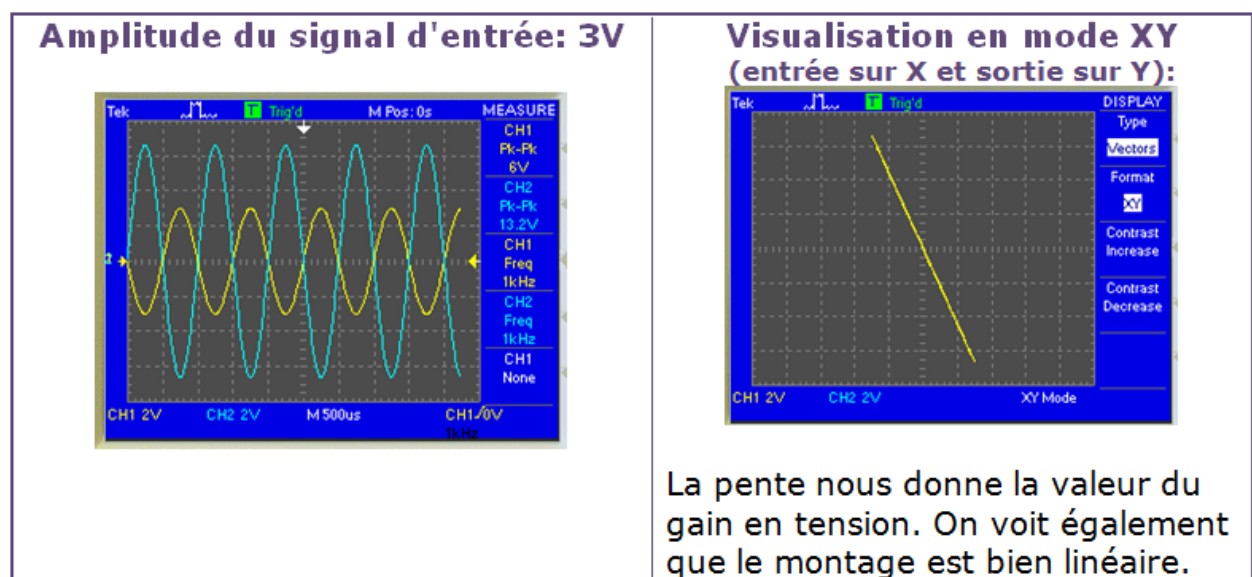 Amplitude du signal d'entrée: 3V
Tek
T Trig'd
M Pos: 0s
MEASURE
CH1
Pk-Pk
6V
CH2
Pk-Pk
13.2V
CH1
Freq
1kHz
CH2
Freq
1kHz
CH1
None
CH1 2V
CH2 2V
M 500us
CH1/0V
1kHz
Visualisation en mode XY
(entrée sur X et sortie sur Y):
Tek
T Trig'd
DISPLAY
Type
Vectors
Format
XY
Contrast
Increase
Contrast
Decrease
CH1 2V
CH2 2V
XY Mode
La pente nous donne la valeur du
gain en tension. On voit également
que le montage est bien linéaire.